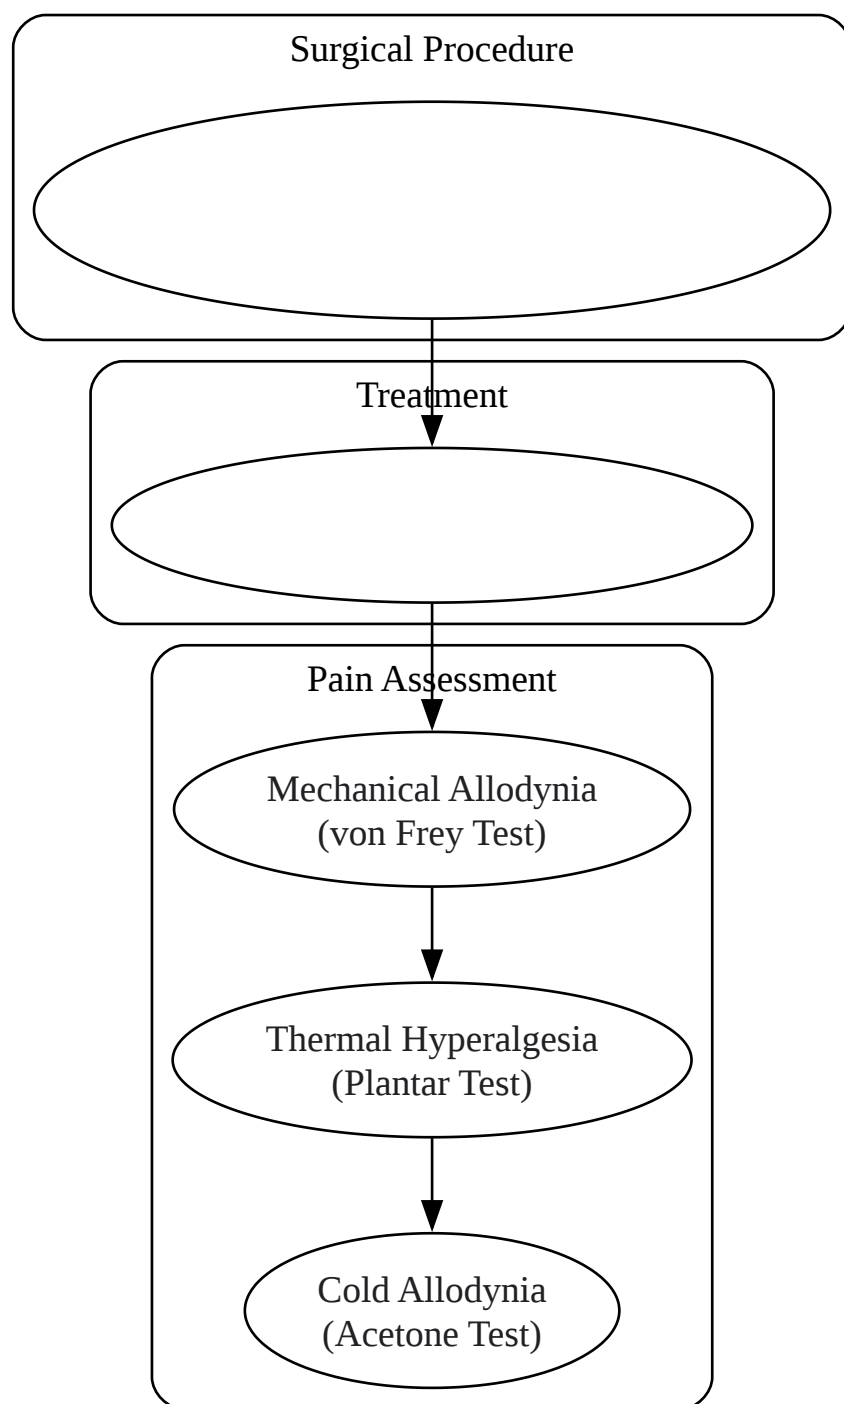 Surgical Procedure
Treatment
Pain Assessment
Mechanical Allodynia
(von Frey Test)
Thermal Hyperalgesia
(Plantar Test)
Cold Allodynia
(Acetone Test)